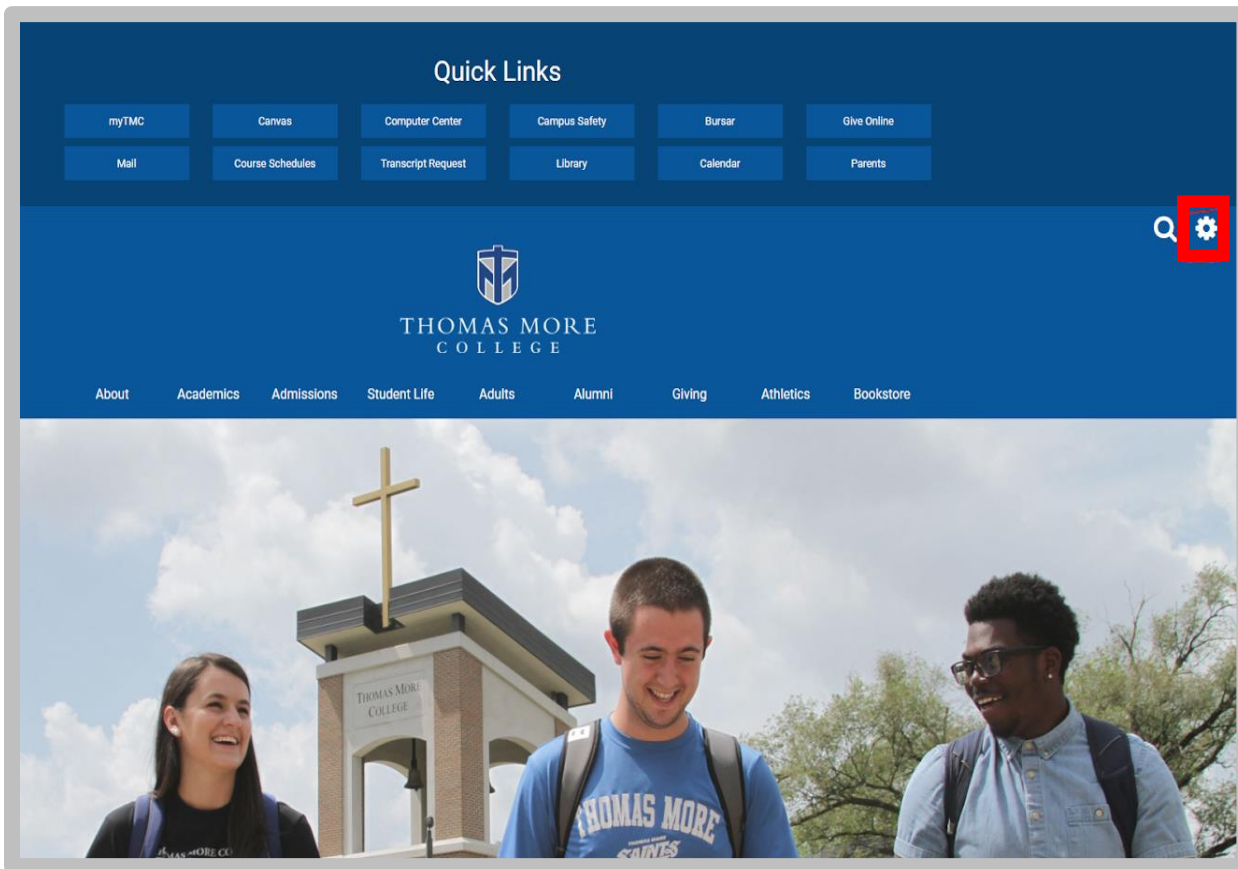 Quick Links
myTMC Canvas Computer Center Campus Safety Bursar Give Online
Mail Course Schedules Transcript Request Library Calendar Parents
THOMAS MORE
COLLEGE
About Academics Admissions Student Life Adults Alumni Giving Athletics Bookstore
THOMAS MORE
COLLEGE
THOMAS MORE
SAINTS
MORE CO